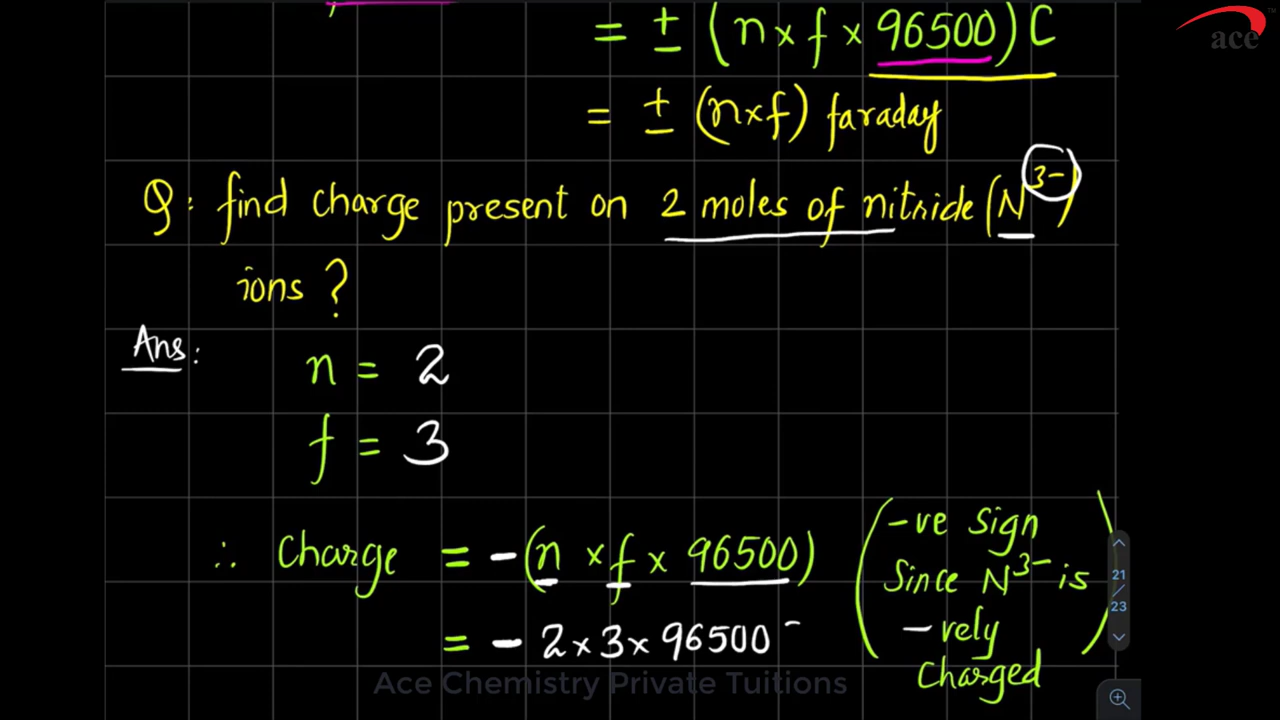 ace
= ± (n × f × 96500) C
= ± (n×f) faraday
Q: find charge present on 2 moles of nitride (N³⁻)
ions ?
Ans:
n = 2
f = 3
∴ Charge = -(n × f × 96500)
= - 2 × 3 × 96500
(-ve sign
since N³⁻ is
-vely
charged)
21
/
23
Ace Chemistry Private Tuitions